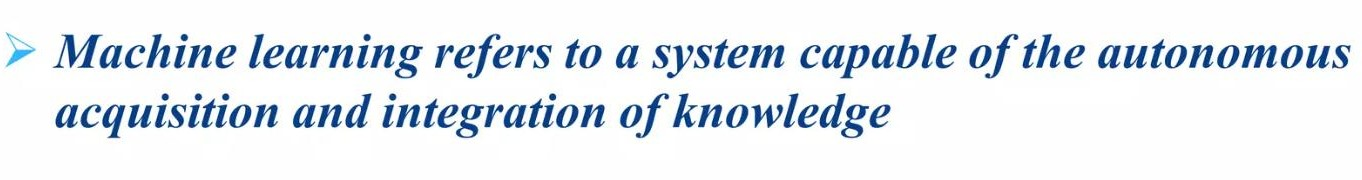 Machine learning refers to a system capable of the autonomous
acquisition and integration of knowledge